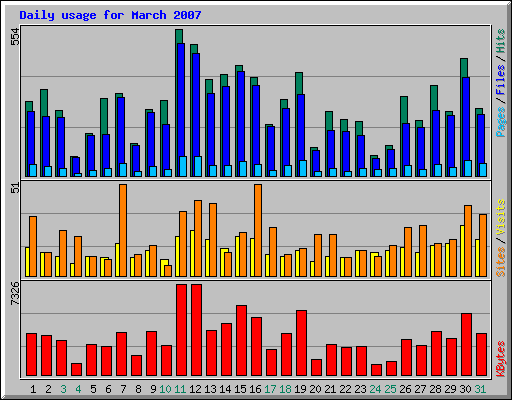 Daily usage for March 2007
554
Pages / Files / Hits
51
Sites / Visits
7326
KBytes
1 2 3 4 5 6 7 8 9 10 11 12 13 14 15 16 17 18 19 20 21 22 23 24 25 26 27 28 29 30 31